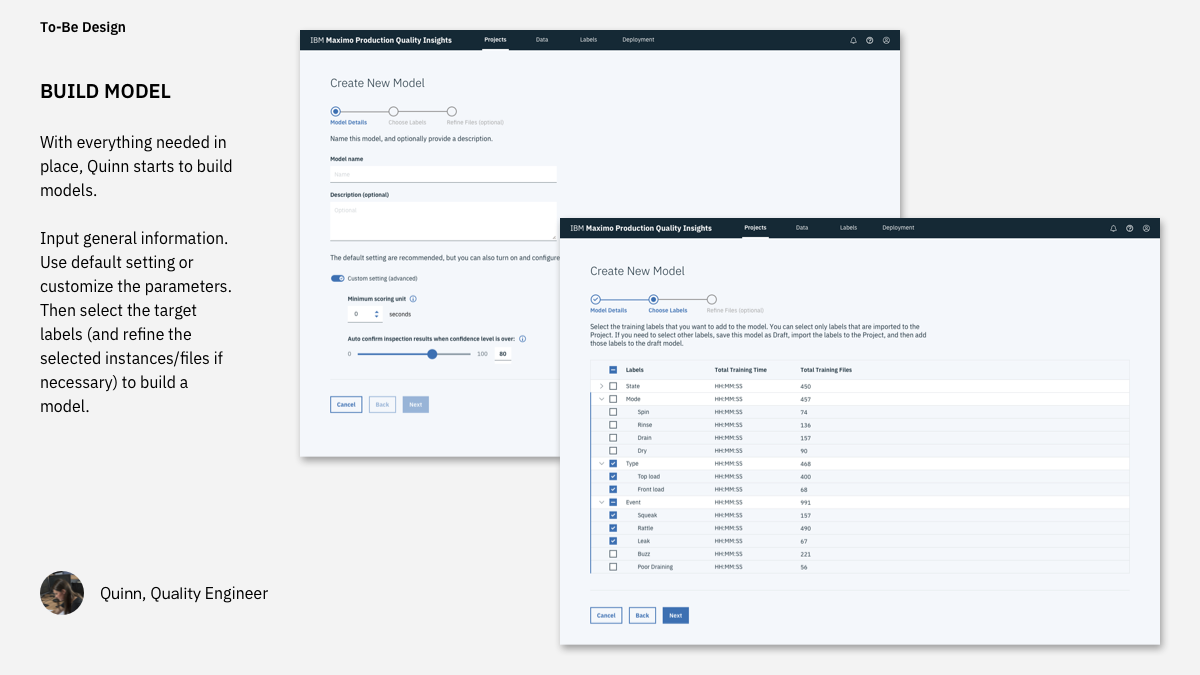 To-Be Design
BUILD MODEL
With everything needed in
place, Quinn starts to build
models.
Input general information.
Use default setting or
customize the parameters.
Then select the target
labels (and refine the
selected instances/files if
necessary) to build a
model.
Quinn, Quality Engineer
IBM Maximo Production Quality Insights Projects Data Labels Deployment
Create New Model
Model Details Choose Labels Refine Files (optional)
Name this model, and optionally provide a description.
Model name
Name
Description (optional)
Optional
The default setting are recommended, but you can also turn on and configure
Custom setting (advanced)
Minimum scoring unit
0 seconds
Auto confirm inspection results when confidence level is over:
0 100 80
Cancel Back Next
IBM Maximo Production Quality Insights Projects Data Labels Deployment
Create New Model
Model Details Choose Labels Refine Files (optional)
Select the training labels that you want to add to the model. You can select only labels that are imported to the
Project. If you need to select other labels, save this model as Draft, import the labels to the Project, and then add
those labels to the draft model.
Labels Total Training Time Total Training Files
State HH:MM:SS 450
Mode HH:MM:SS 457
Spin HH:MM:SS 74
Rinse HH:MM:SS 136
Drain HH:MM:SS 157
Dry HH:MM:SS 90
Type HH:MM:SS 468
Top load HH:MM:SS 400
Front load HH:MM:SS 68
Event HH:MM:SS 991
Squeak HH:MM:SS 157
Rattle HH:MM:SS 490
Leak HH:MM:SS 67
Buzz HH:MM:SS 221
Poor Draining HH:MM:SS 56
Cancel Back Next